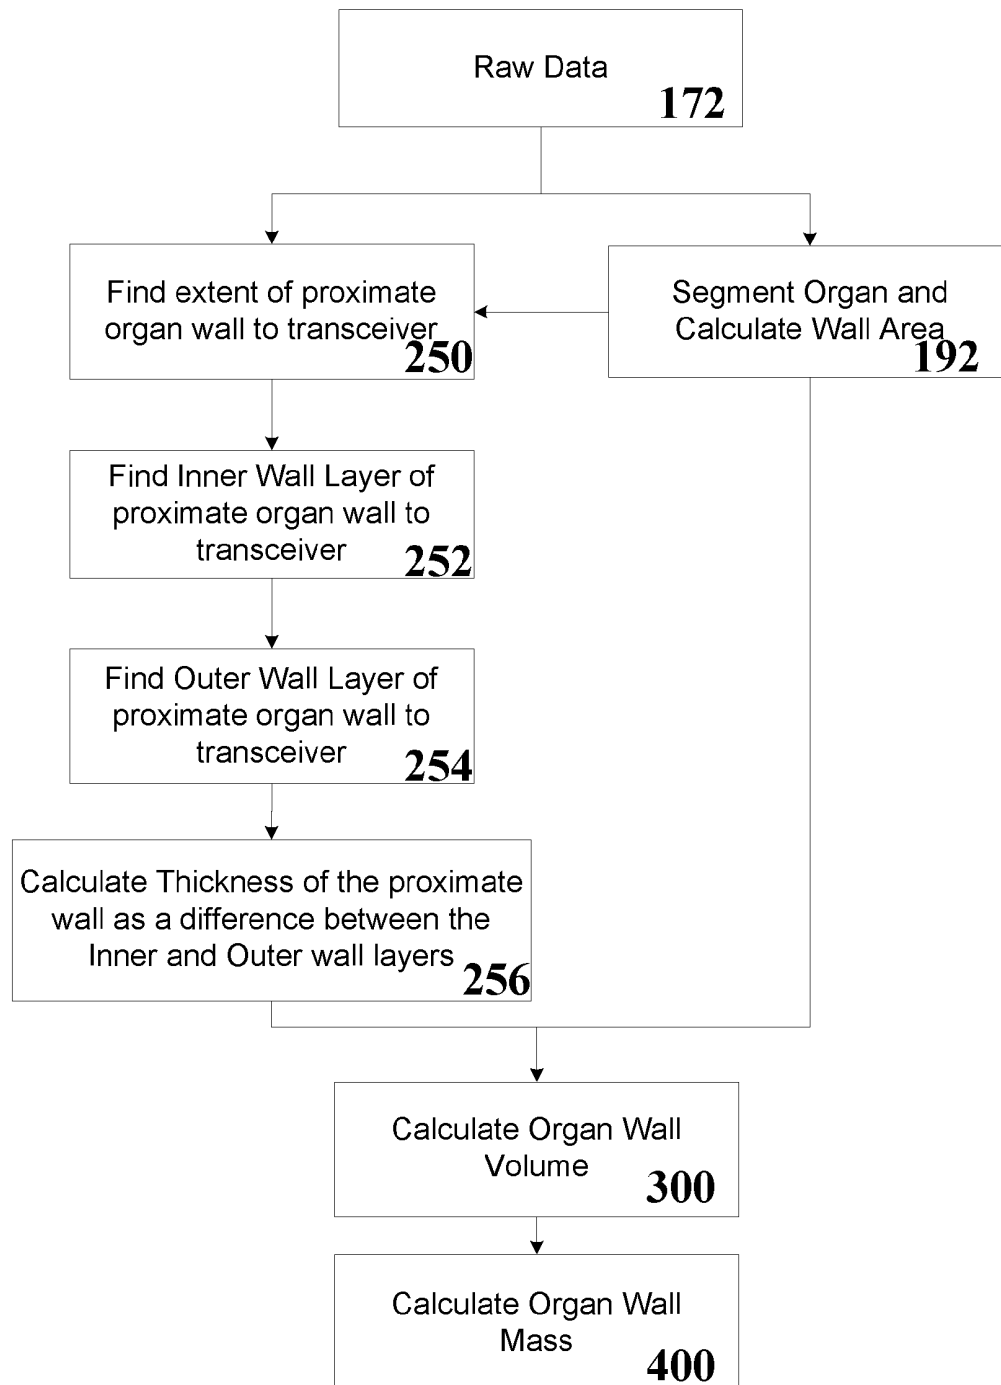 Raw Data
172
Find extent of proximate
organ wall to transceiver
250
Segment Organ and
Calculate Wall Area
192
Find Inner Wall Layer of
proximate organ wall to
transceiver
252
Find Outer Wall Layer of
proximate organ wall to
transceiver
254
Calculate Thickness of the proximate
wall as a difference between the
Inner and Outer wall layers
256
Calculate Organ Wall
Volume
300
Calculate Organ Wall
Mass
400